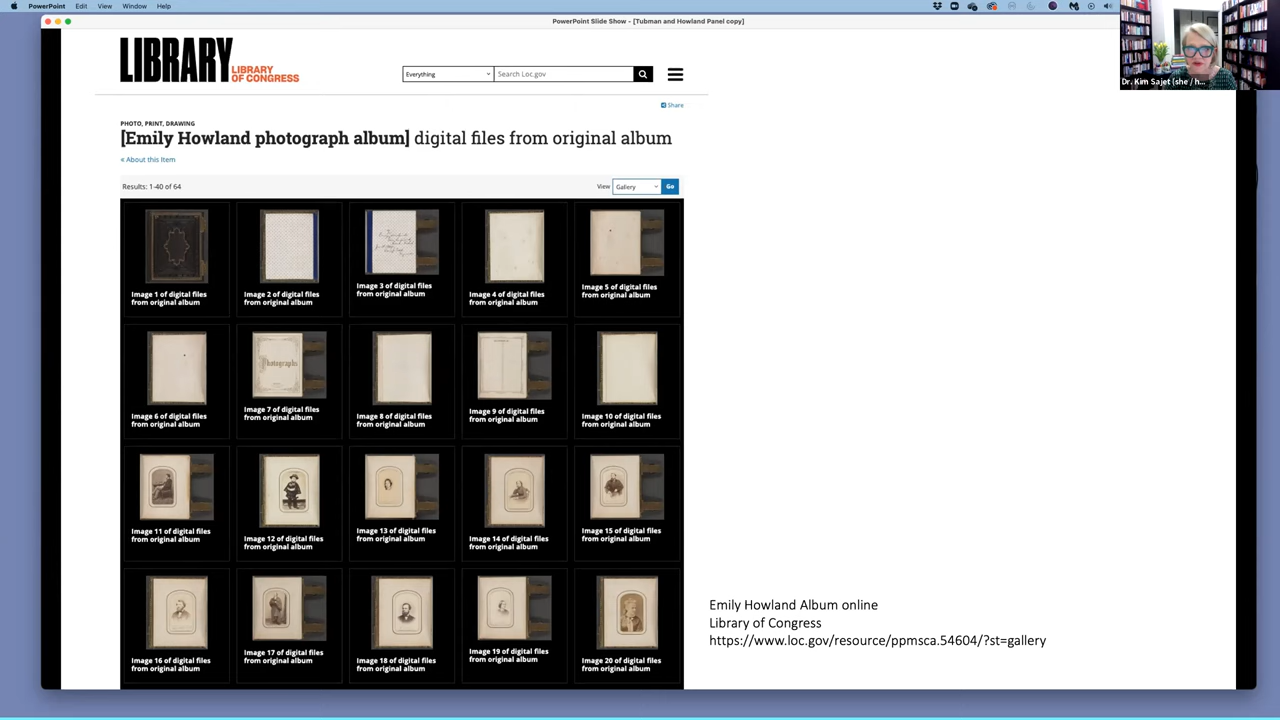 PowerPoint Edit View Window Help
PowerPoint Slide Show - [Tubman and Howland Panel copy]
Dr. Kim Sajet (she / h...
LIBRARY
LIBRARY
OF CONGRESS
Everything
Search Loc.gov
Share
PHOTO, PRINT, DRAWING
[Emily Howland photograph album] digital files from original album
« About this Item
Results: 1-40 of 64
View Gallery Go
Image 1 of digital files
from original album
Image 2 of digital files
from original album
Image 3 of digital files
from original album
Image 4 of digital files
from original album
Image 5 of digital files
from original album
Photographs
Image 6 of digital files
from original album
Image 7 of digital files
from original album
Image 8 of digital files
from original album
Image 9 of digital files
from original album
Image 10 of digital files
from original album
Image 11 of digital files
from original album
Image 12 of digital files
from original album
Image 13 of digital files
from original album
Image 14 of digital files
from original album
Image 15 of digital files
from original album
Image 16 of digital files
from original album
Image 17 of digital files
from original album
Image 18 of digital files
from original album
Image 19 of digital files
from original album
Image 20 of digital files
from original album
Emily Howland Album online
Library of Congress
https://www.loc.gov/resource/ppmsca.54604/?st=gallery